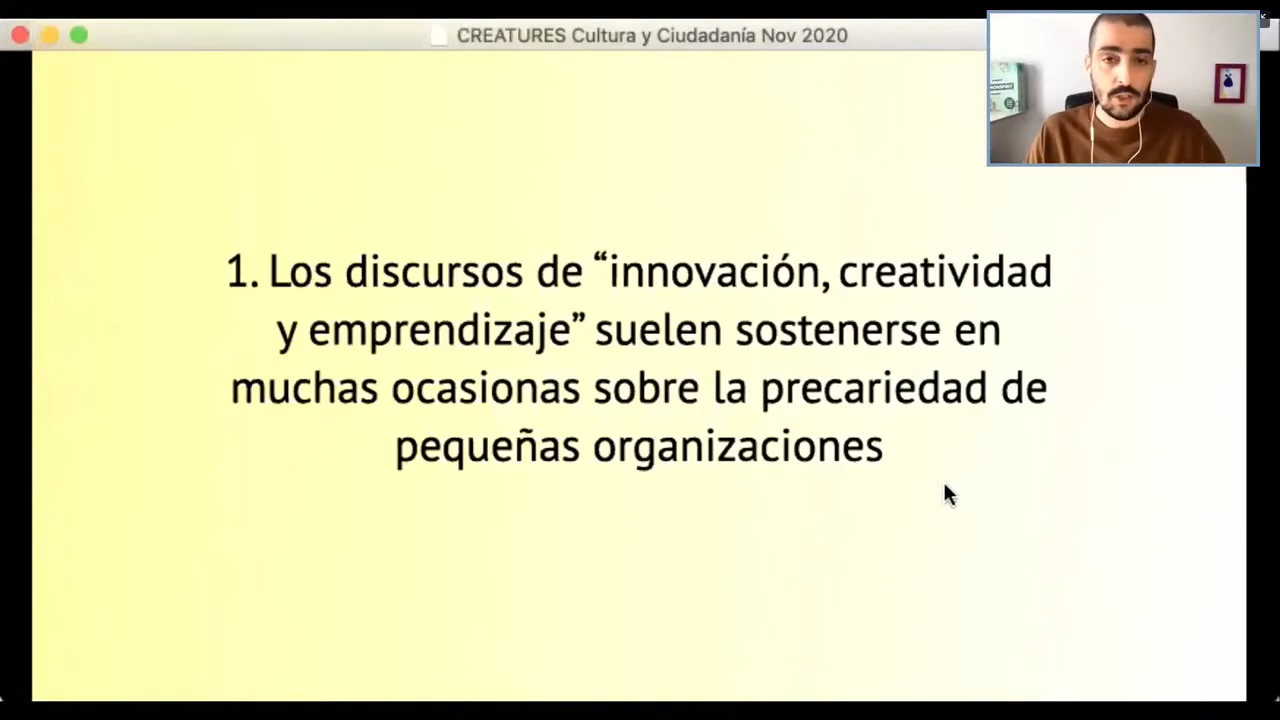 CREATURES Cultura y Ciudadanía Nov 2020
1. Los discursos de “innovación, creatividad
y emprendizaje” suelen sostenerse en
muchas ocasionas sobre la precariedad de
pequeñas organizaciones